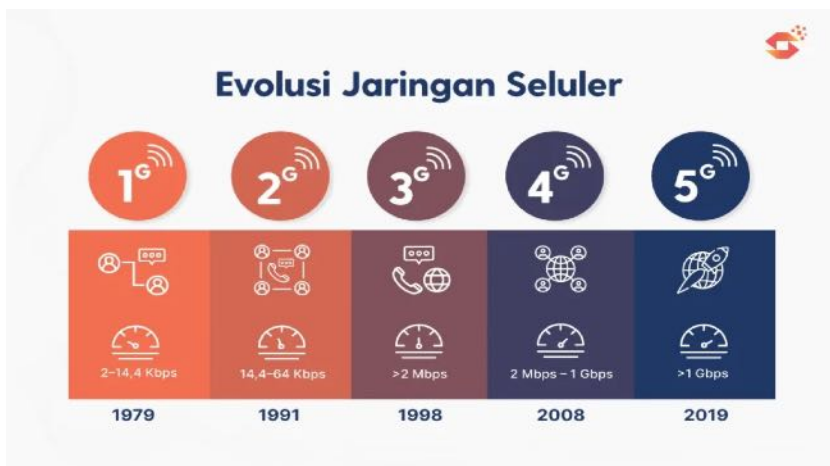 Evolusi Jaringan Seluler
1G
2G
3G
4G
5G
2–14,4 Kbps
14,4–64 Kbps
>2 Mbps
2 Mbps – 1 Gbps
>1 Gbps
1979
1991
1998
2008
2019